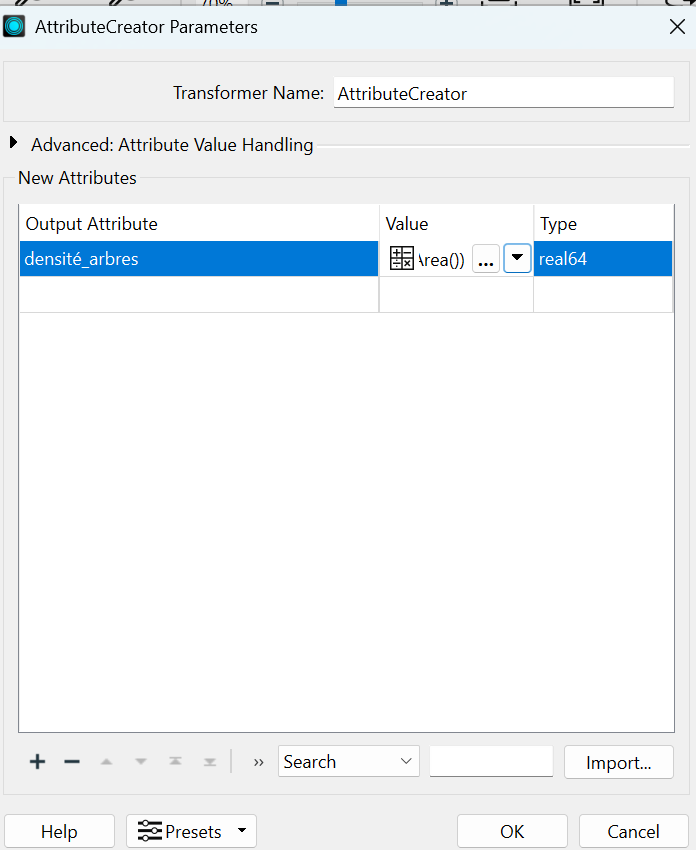 70%
AttributeCreator Parameters
Transformer Name: AttributeCreator
Advanced: Attribute Value Handling
New Attributes
Output Attribute Value Type
densité_arbres rea()) ... real64
Search Import...
Help Presets OK Cancel